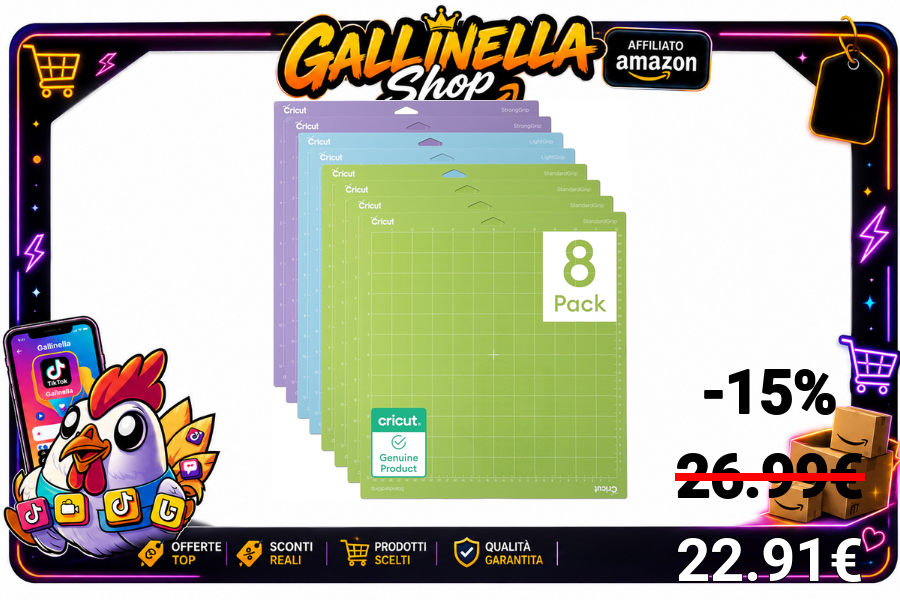 GALLINELLA
Shop
AFFILIATO
amazon
Cricut StrongGrip
Cricut StrongGrip
Cricut LightGrip
Cricut LightGrip
Cricut StandardGrip
Cricut StandardGrip
Cricut StandardGrip
Cricut StandardGrip
8
Pack
cricut
Genuine
Product
StandardGrip Cricut
Gallinella
TikTok
Gallinella
-15%
26.99€
22.91€
OFFERTE
TOP
SCONTI
REALI
PRODOTTI
SCELTI
QUALITÀ
GARANTITA